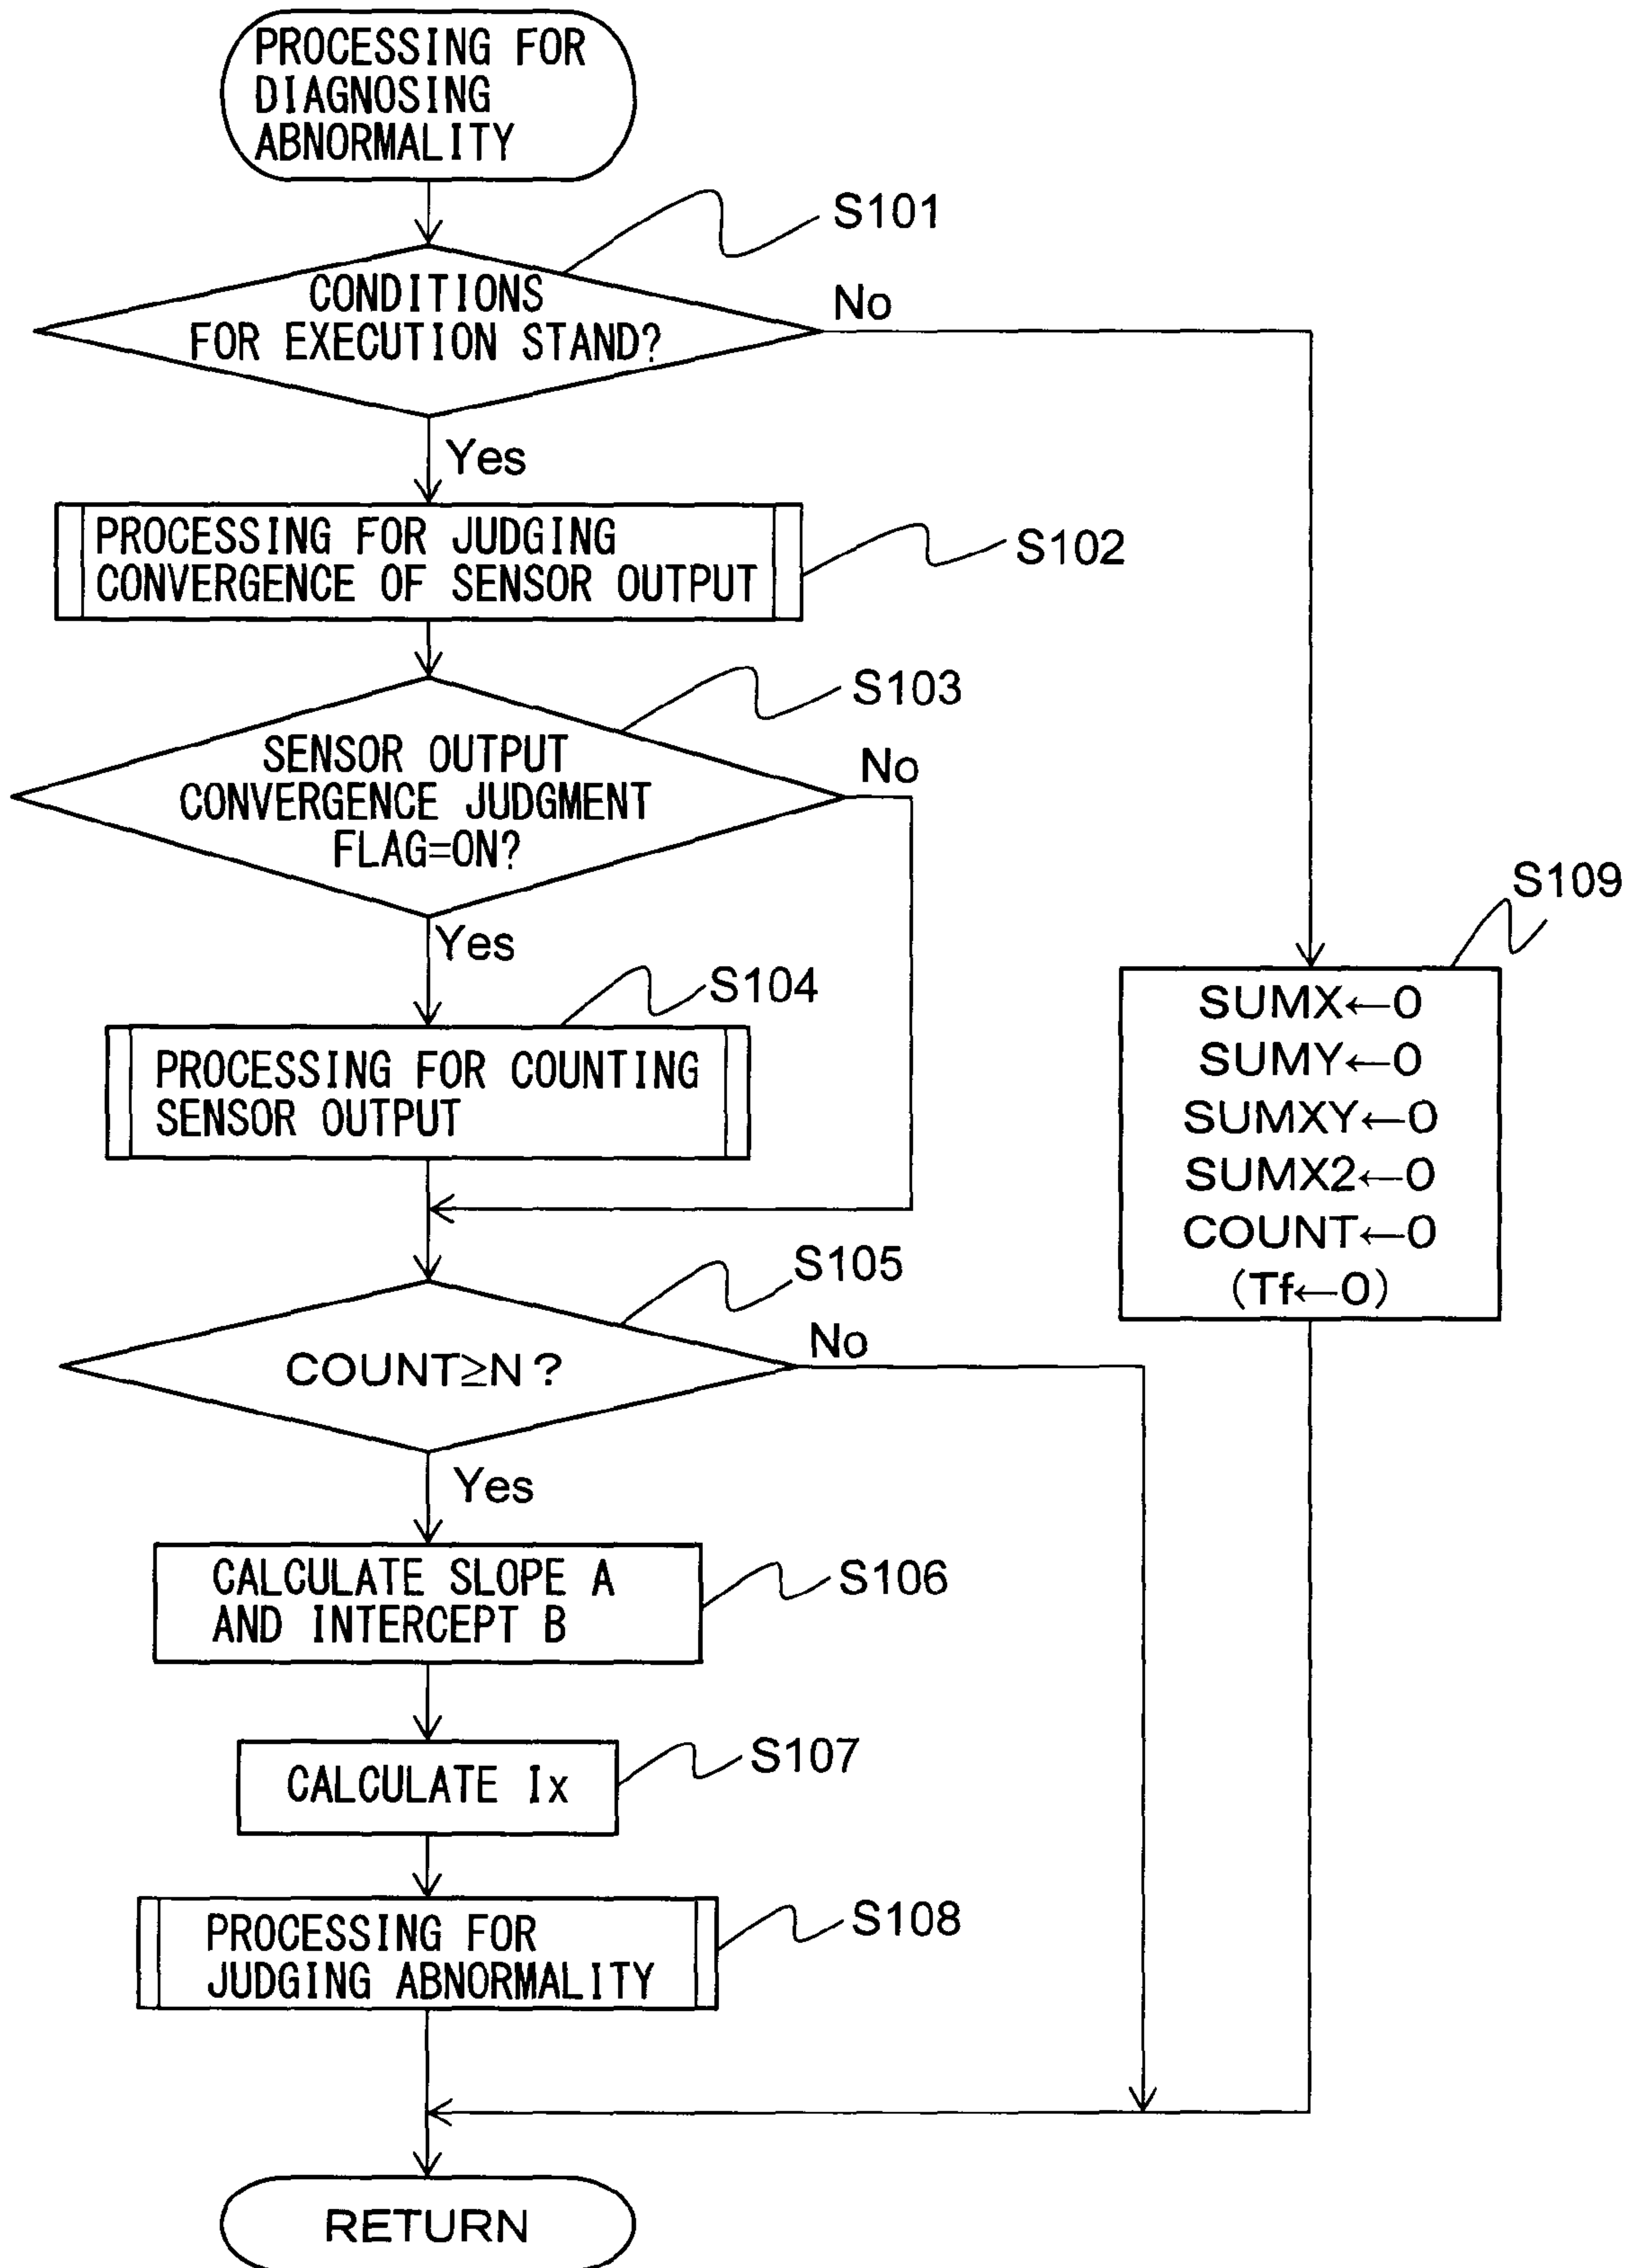 PROCESSING FOR
DIAGNOSING
ABNORMALITY
S101
CONDITIONS
FOR EXECUTION STAND?
No
Yes
PROCESSING FOR JUDGING
CONVERGENCE OF SENSOR OUTPUT
S102
S103
SENSOR OUTPUT
CONVERGENCE JUDGMENT
FLAG=ON?
No
Yes
S104
PROCESSING FOR COUNTING
SENSOR OUTPUT
S109
SUMX←0
SUMY←0
SUMXY←0
SUMX2←0
COUNT←0
(Tf←0)
S105
COUNT≥N?
No
Yes
CALCULATE SLOPE A
AND INTERCEPT B
S106
CALCULATE Ix
S107
PROCESSING FOR
JUDGING ABNORMALITY
S108
RETURN